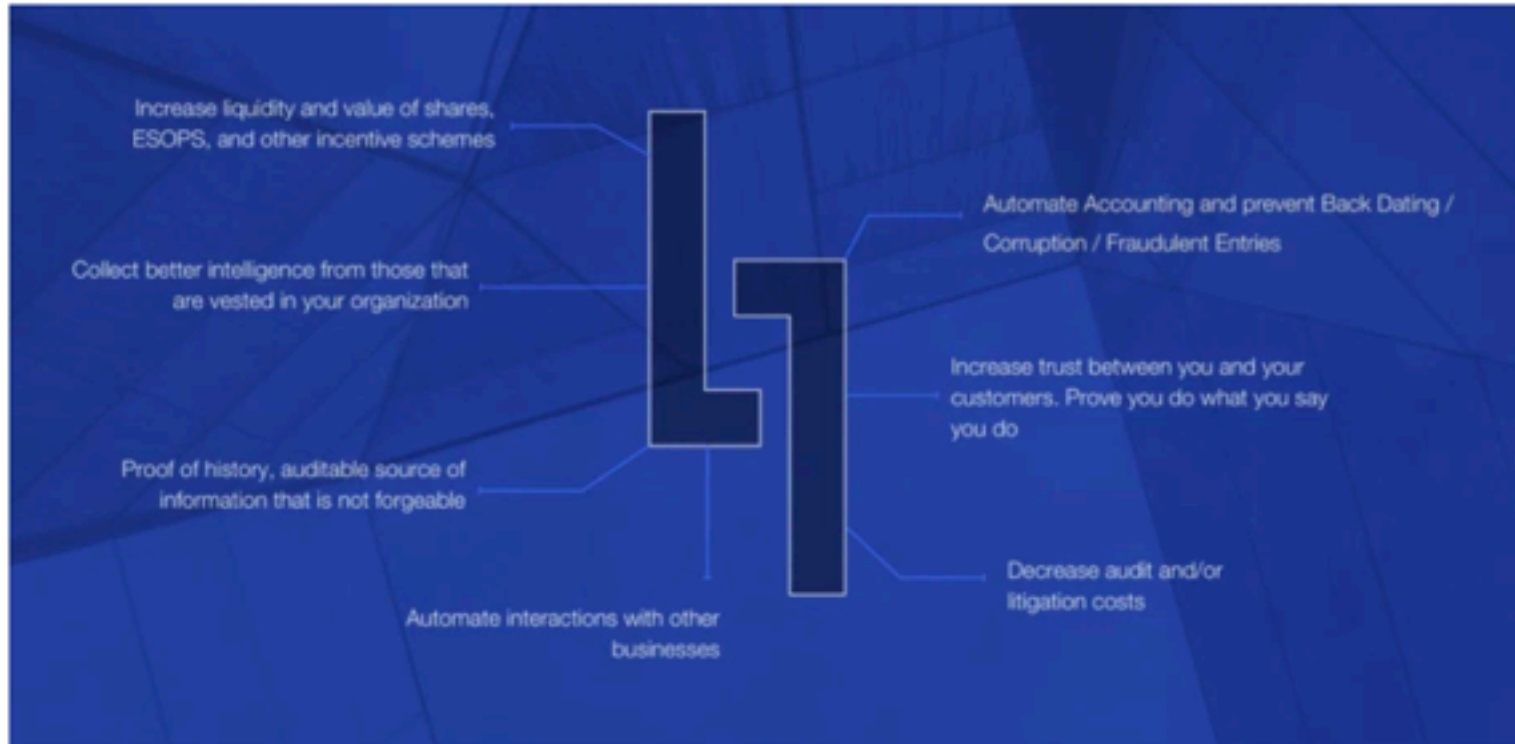 Increase liquidity and value of shares,
ESOPS, and other incentive schemes
Collect better intelligence from those that
are vested in your organization
Proof of history, auditable source of
information that is not forgeable
Automate interactions with other
businesses
Automate Accounting and prevent Back Dating /
Corruption / Fraudulent Entries
Increase trust between you and your
customers. Prove you do what you say
you do
Decrease audit and/or
litigation costs